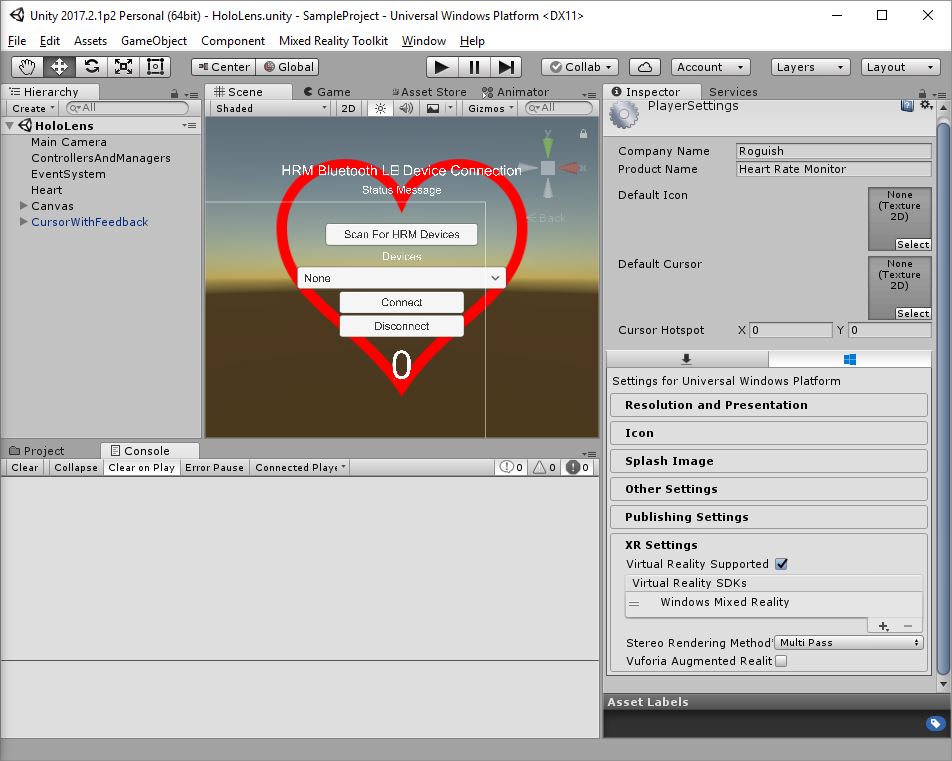 Unity 2017.2.1p2 Personal (64bit) - HoloLens.unity - SampleProject - Universal Windows Platform <DX11>
File Edit Assets GameObject Component Mixed Reality Toolkit Window Help
Center Global Collab Account Layers Layout
Hierarchy
Create All
HoloLens
Main Camera
ControllersAndManagers
EventSystem
Heart
Canvas
CursorWithFeedback
Scene Game Asset Store Animator
Shaded 2D Gizmos All
HRM Bluetooth LE Device Connection
Status Message
Scan For HRM Devices
Devices
None
Connect
Disconnect
0
y
x
Back
Project Console
Clear Collapse Clear on Play Error Pause Connected Playe 0 0 0
Inspector Services
PlayerSettings
Company Name Roguish
Product Name Heart Rate Monitor
Default Icon
None
(Texture
2D)
Select
Default Cursor
None
(Texture
2D)
Select
Cursor Hotspot X 0 Y 0
Settings for Universal Windows Platform
Resolution and Presentation
Icon
Splash Image
Other Settings
Publishing Settings
XR Settings
Virtual Reality Supported
Virtual Reality SDKs
Windows Mixed Reality
Stereo Rendering Method* Multi Pass
Vuforia Augmented Realit
Asset Labels